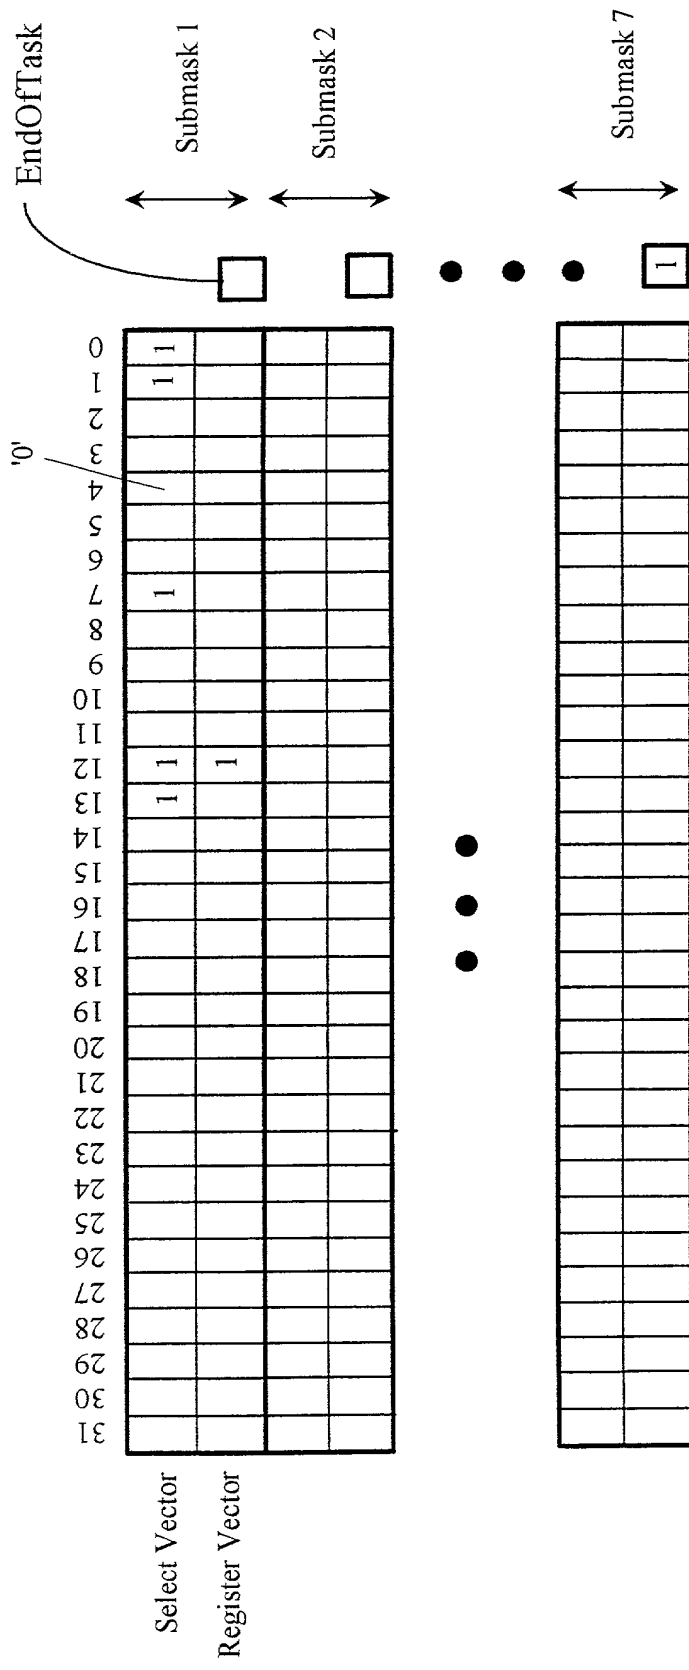 EndOfTask
'0'
31 30 29 28 27 26 25 24 23 22 21 20 19 18 17 16 15 14 13 12 11 10 9 8 7 6 5 4 3 2 1 0
Select Vector 1 1 1 1 1
Register Vector 1
Submask 1
Submask 2
1
Submask 7